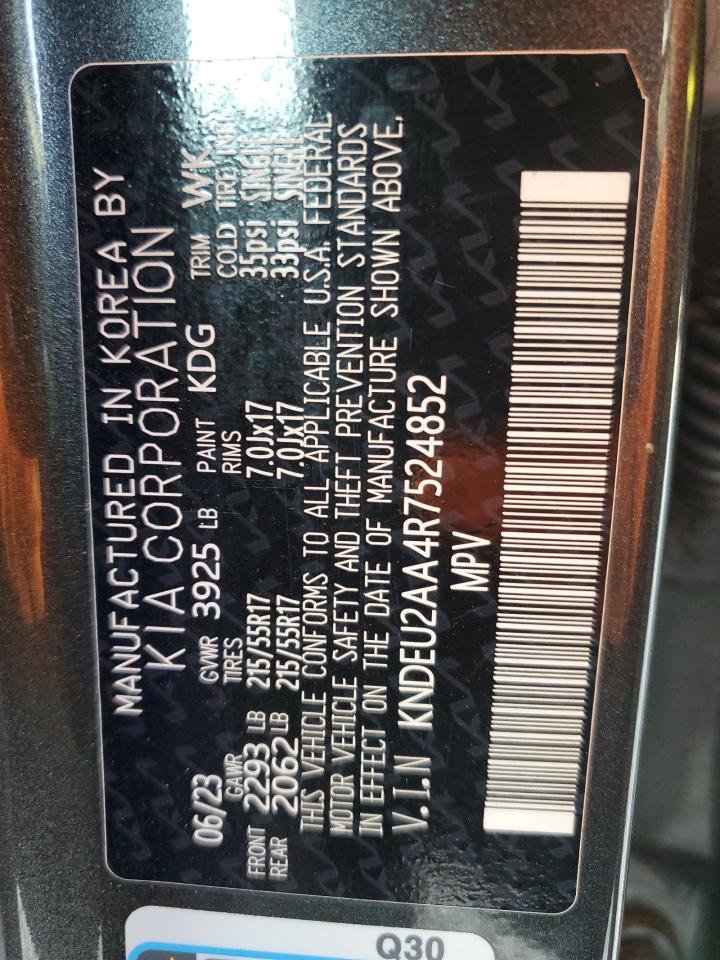 MANUFACTURED IN KOREA BY
KIA CORPORATION
06/23 GVWR 3925 LB PAINT KDG TRIM WK
GAWR TIRES RIMS COLD TIRE INFL
FRONT 2293 LB 215/55R17 7.0Jx17 35psi SINGLE
REAR 2062 LB 215/55R17 7.0Jx17 33psi SINGLE
THIS VEHICLE CONFORMS TO ALL APPLICABLE U.S.A. FEDERAL
MOTOR VEHICLE SAFETY AND THEFT PREVENTION STANDARDS
IN EFFECT ON THE DATE OF MANUFACTURE SHOWN ABOVE.
V.I.N KNDEU2AA4R7524852
MPV
Q30